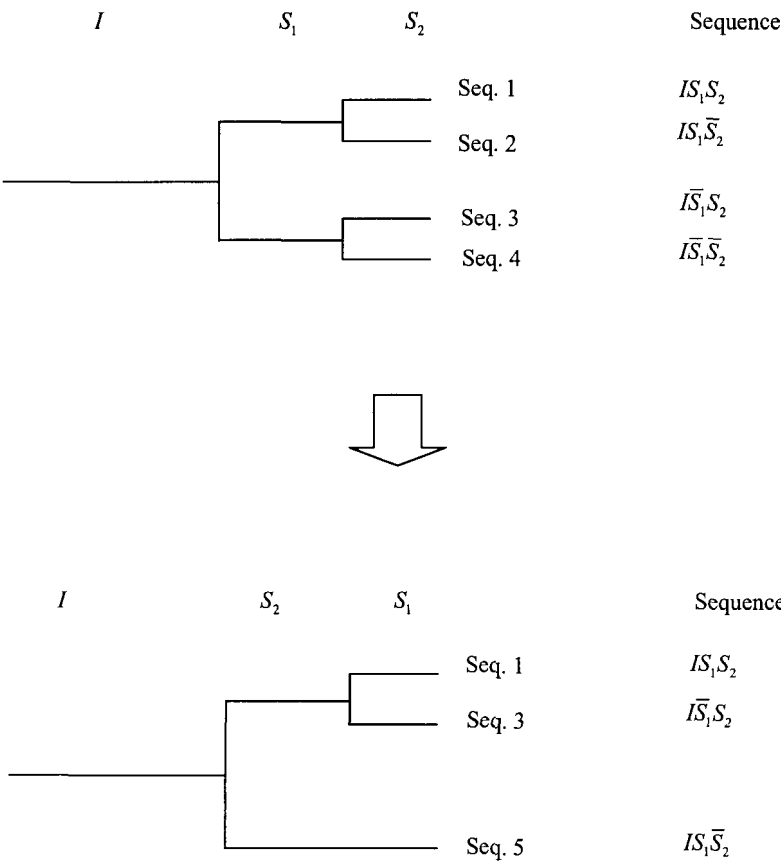 I S₁ S₂ Sequence
Seq. 1 IS₁S₂
Seq. 2 IS₁S̅₂
Seq. 3 IS̅₁S₂
Seq. 4 IS̅₁S̅₂
I S₂ S₁ Sequence
Seq. 1 IS₁S₂
Seq. 3 IS̅₁S₂
Seq. 5 IS₁S̅₂